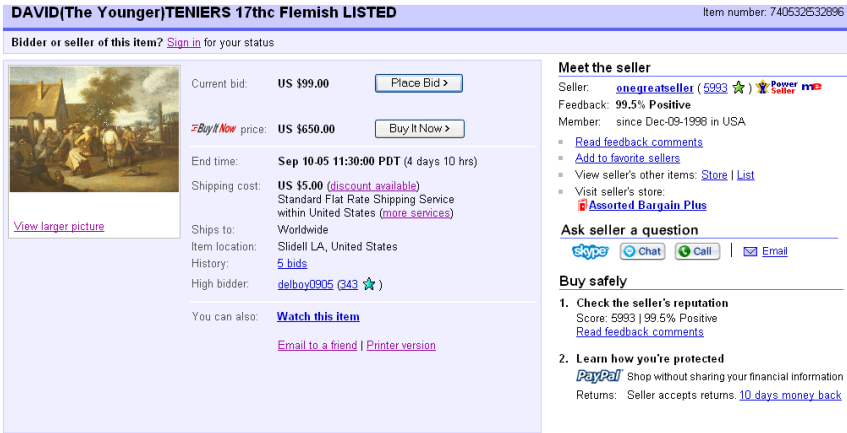 DAVID(The Younger)TENIERS 17thc Flemish LISTED
Item number: 7405328532896
Bidder or seller of this item? Sign in for your status
View larger picture
Current bid: US $99.00 Place Bid >
Buy It Now price: US $650.00 Buy It Now >
End time: Sep 10-05 11:30:00 PDT (4 days 10 hrs)
Shipping cost: US $5.00 (discount available)
Standard Flat Rate Shipping Service
within United States (more services)
Ships to: Worldwide
Item location: Slidell LA, United States
History: 5 bids
High bidder: delboy0905 (343)
You can also: Watch this item
Email to a friend | Printer version
Meet the seller
Seller: onegreatseller (5993) Power Seller me
Feedback: 99.5% Positive
Member: since Dec-09-1998 in USA
Read feedback comments
Add to favorite sellers
View seller's other items: Store | List
Visit seller's store:
Assorted Bargain Plus
Ask seller a question
skype Chat Call | Email
Buy safely
1. Check the seller's reputation
Score: 5993 | 99.5% Positive
Read feedback comments
2. Learn how you're protected
PayPal Shop without sharing your financial information
Returns: Seller accepts returns. 10 days money back